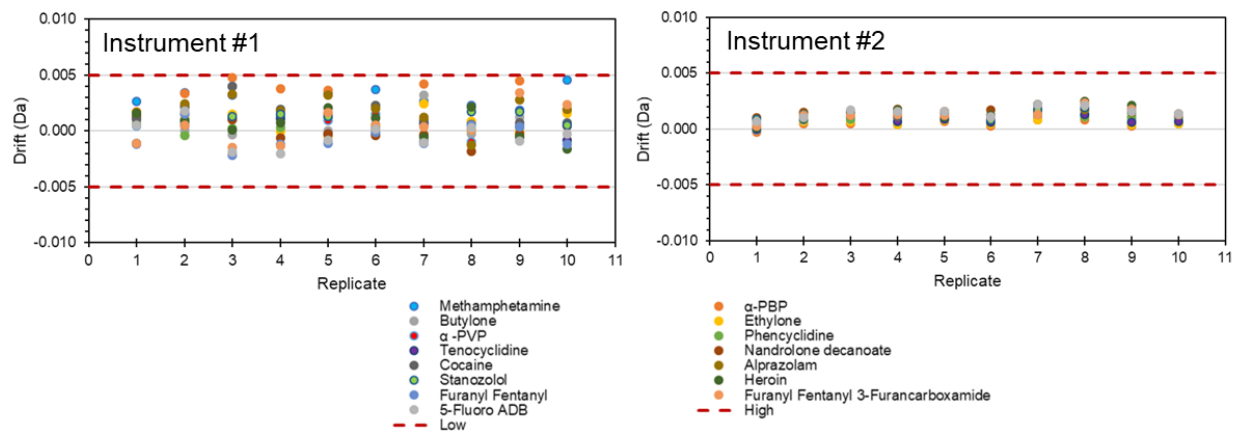 Instrument #1
0.010
0.005
0.000
-0.005
-0.010
Drift (Da)
0 1 2 3 4 5 6 7 8 9 10 11
Replicate
Instrument #2
0.010
0.005
0.000
-0.005
-0.010
Drift (Da)
0 1 2 3 4 5 6 7 8 9 10 11
Replicate
Methamphetamine
Butylone
α -PVP
Tenocyclidine
Cocaine
Stanozolol
Furanyl Fentanyl
5-Fluoro ADB
Low
α-PBP
Ethylone
Phencyclidine
Nandrolone decanoate
Alprazolam
Heroin
Furanyl Fentanyl 3-Furancarboxamide
High